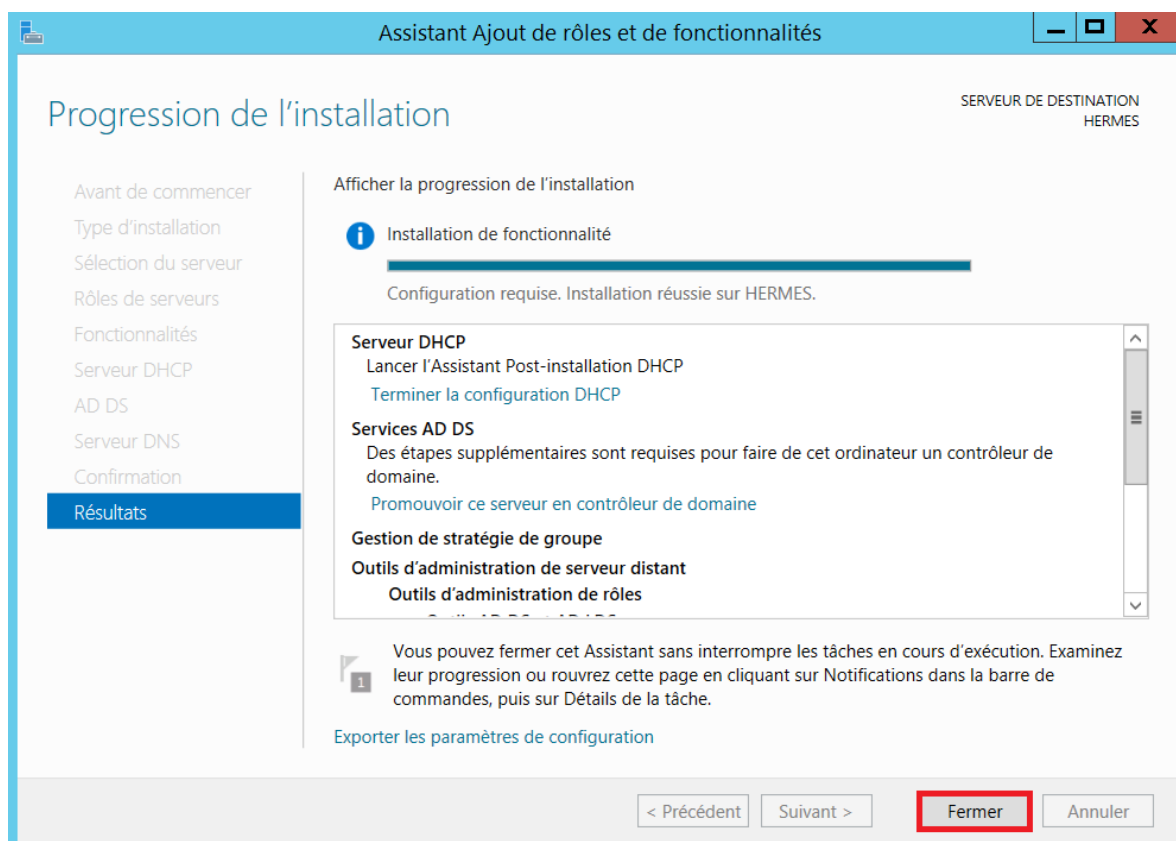 Assistant Ajout de rôles et de fonctionnalités
X
Progression de l'installation
SERVEUR DE DESTINATION
HERMES
Avant de commencer
Type d'installation
Sélection du serveur
Rôles de serveurs
Fonctionnalités
Serveur DHCP
AD DS
Serveur DNS
Confirmation
Résultats
Afficher la progression de l'installation
Installation de fonctionnalité
Configuration requise. Installation réussie sur HERMES.
Serveur DHCP
Lancer l'Assistant Post-installation DHCP
Terminer la configuration DHCP
Services AD DS
Des étapes supplémentaires sont requises pour faire de cet ordinateur un contrôleur de
domaine.
Promouvoir ce serveur en contrôleur de domaine
Gestion de stratégie de groupe
Outils d'administration de serveur distant
Outils d'administration de rôles
1
Vous pouvez fermer cet Assistant sans interrompre les tâches en cours d'exécution. Examinez
leur progression ou rouvrez cette page en cliquant sur Notifications dans la barre de
commandes, puis sur Détails de la tâche.
Exporter les paramètres de configuration
< Précédent
Suivant >
Fermer
Annuler